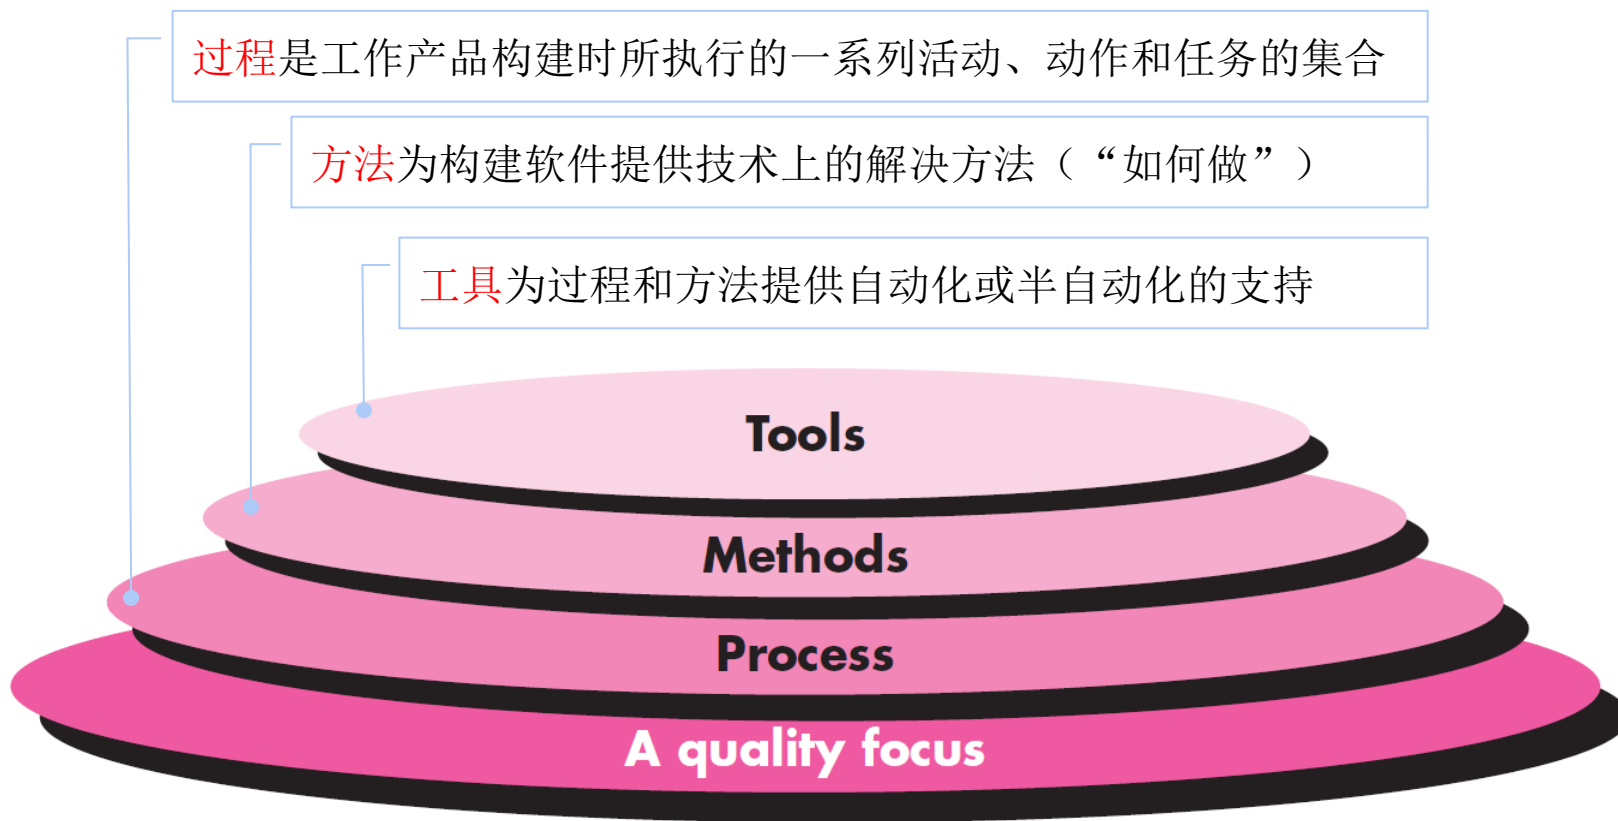 过程是工作产品构建时所执行的一系列活动、动作和任务的集合
方法为构建软件提供技术上的解决方法（“如何做”）
工具为过程和方法提供自动化或半自动化的支持
Tools
Methods
Process
A quality focus